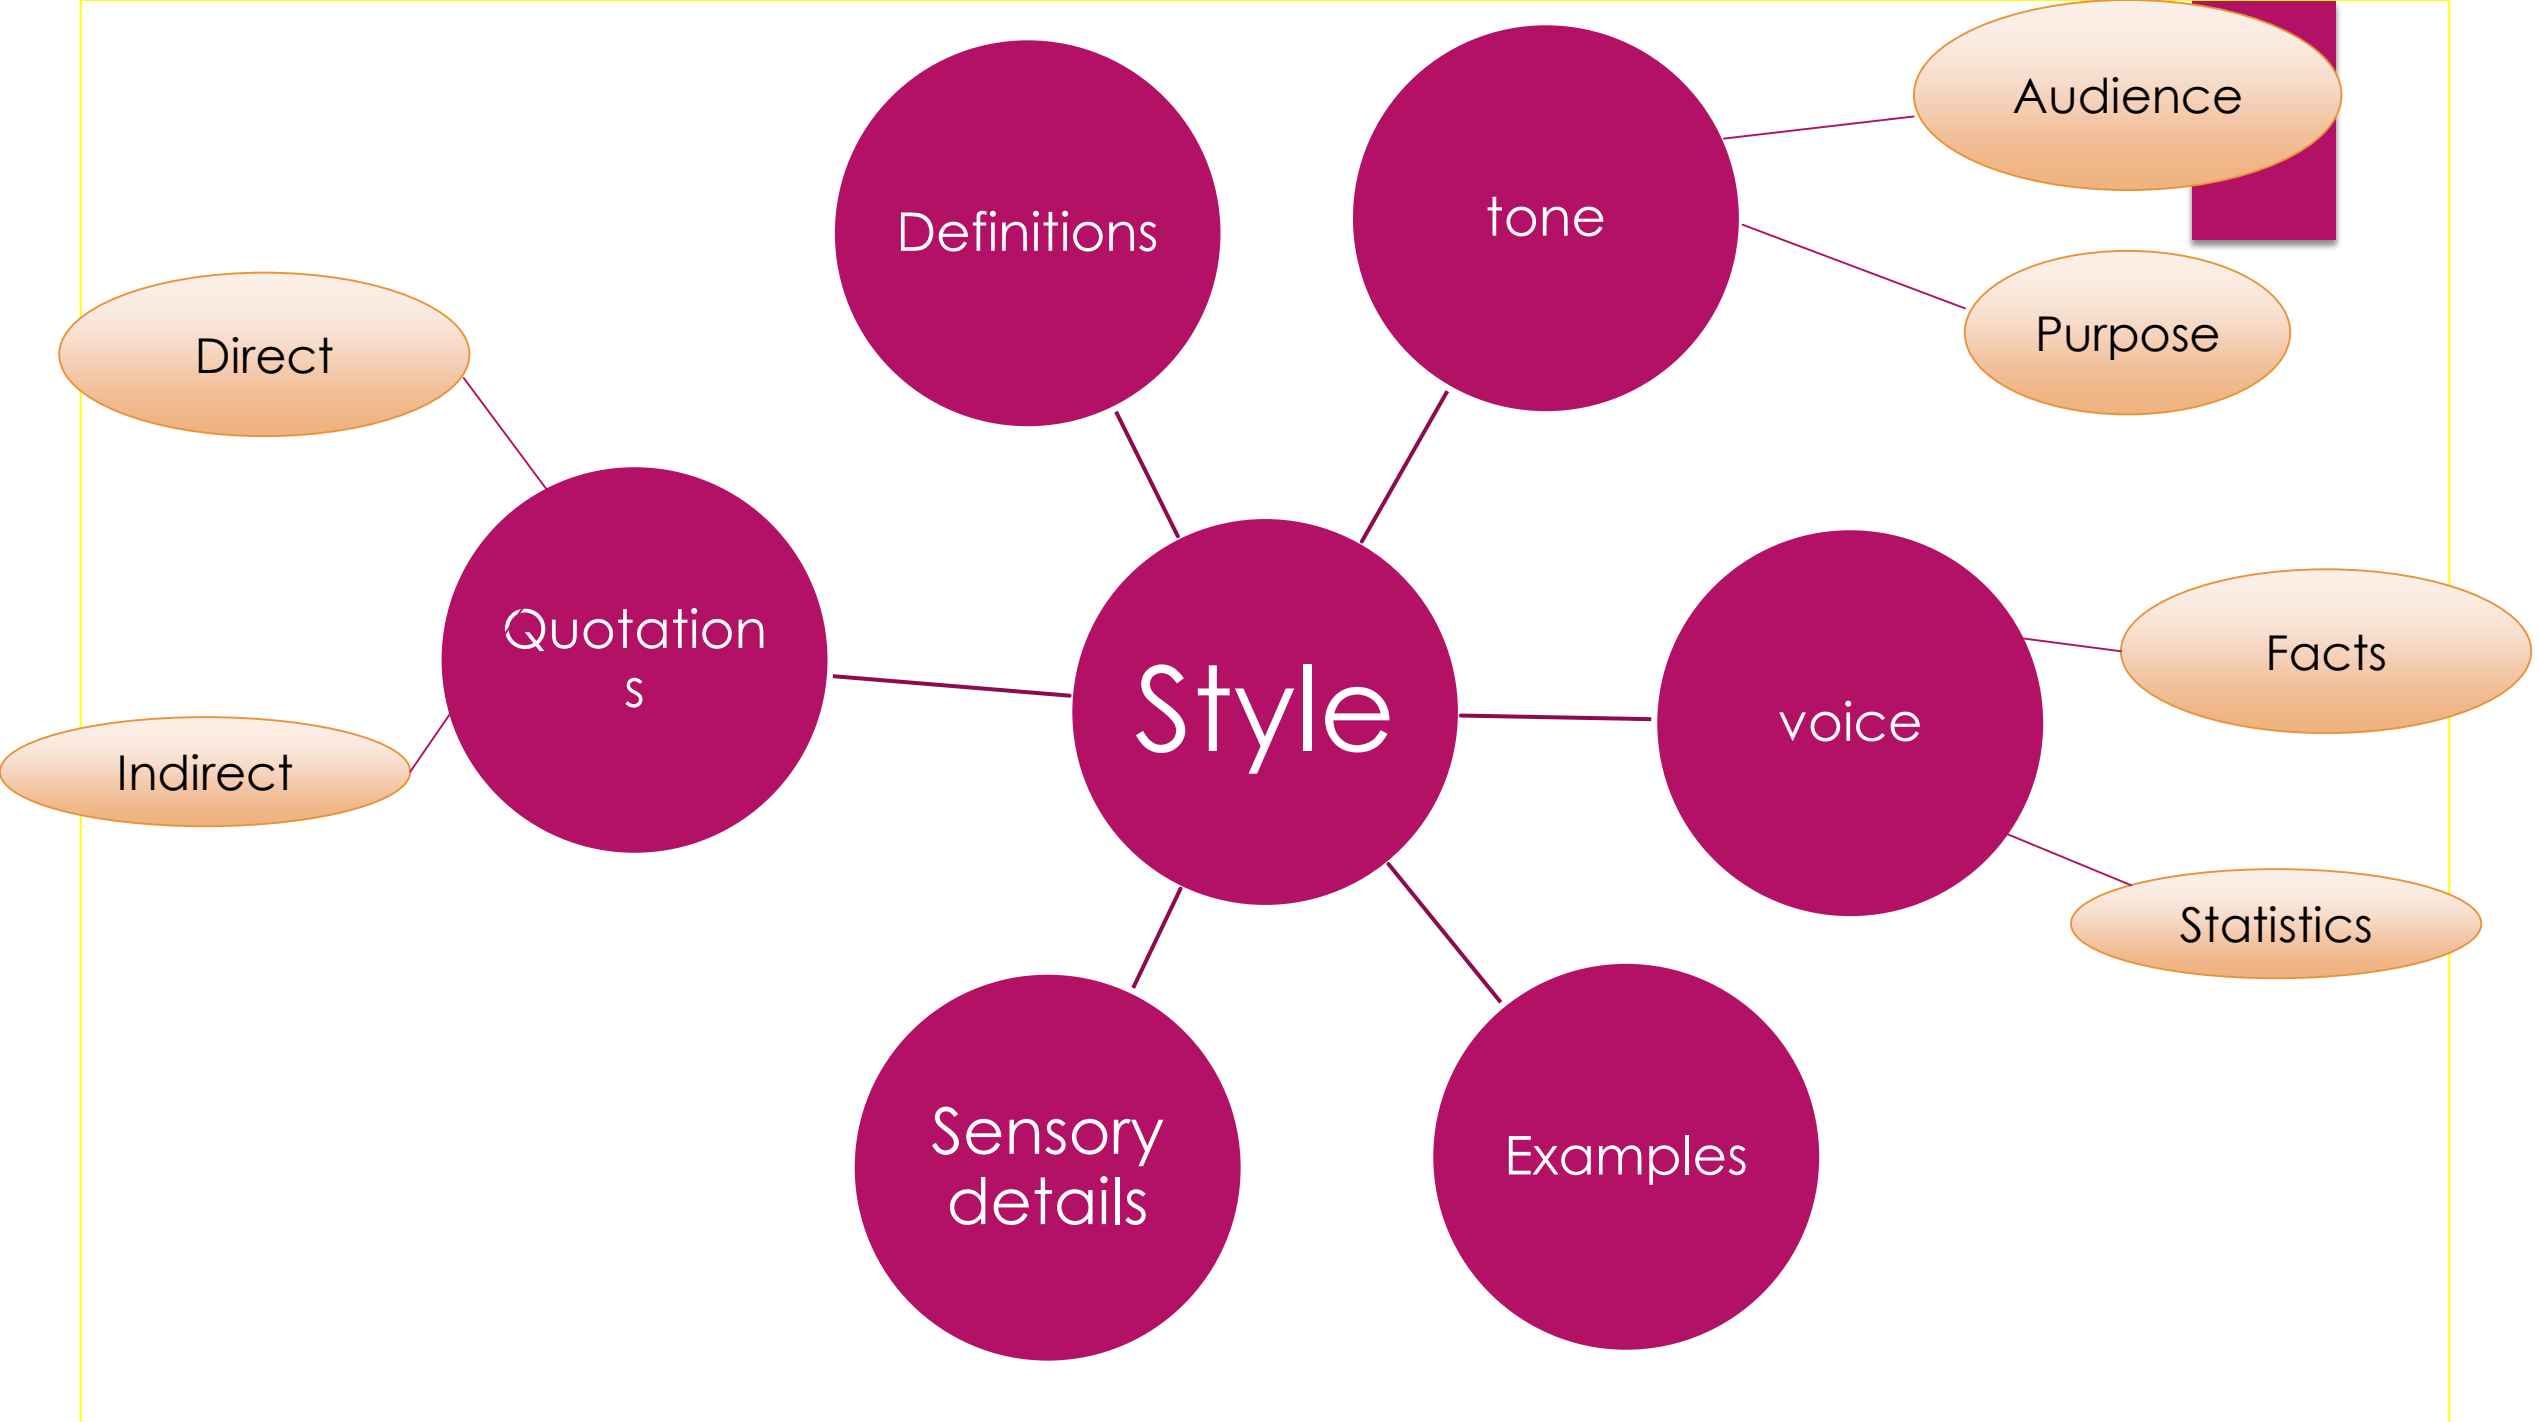 Audience
Definitions
tone
Purpose
Direct
Quotation
s
Style
Facts
voice
Indirect
Statistics
Sensory
details
Examples